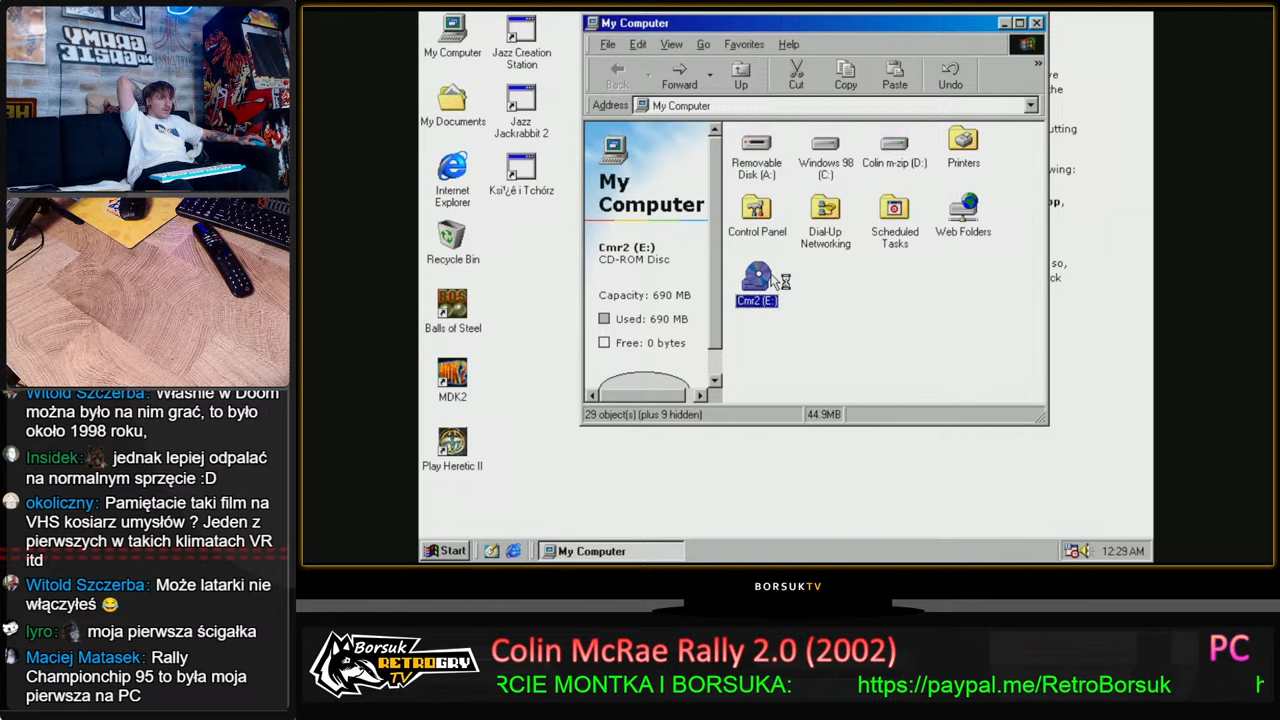 GRAMY
NA GAZIE
My Computer
Jazz Creation
Station
My Documents
Jazz
Jackrabbit 2
Internet
Explorer
Ksi¿ê i Tchórz
Recycle Bin
Balls of Steel
MDK2
Play Heretic II
My Computer
File Edit View Go Favorites Help
Back Forward Up Cut Copy Paste Undo
Address My Computer
My
Computer
Cmr2 (E:)
CD-ROM Disc
Capacity: 690 MB
Used: 690 MB
Free: 0 bytes
Removable
Disk (A:)
Windows 98
(C:)
Colin m-zip (D:)
Printers
Control Panel
Dial-Up
Networking
Scheduled
Tasks
Web Folders
Cmr2 (E:)
29 object(s) (plus 9 hidden) 44.9MB
Start My Computer 12:29 AM
Witold Szczerba: Właśnie w Doom
można było na nim grać, to było
około 1998 roku,
Insidek: jednak lepiej odpalać
na normalnym sprzęcie :D
okoliczny: Pamiętacie taki film na
VHS kosiarz umysłów ? Jeden z
pierwszych w takich klimatach VR
itd
Witold Szczerba: Może latarki nie
włączyłeś 😂
lyro: moja pierwsza ścigałka
Maciej Matasek: Rally
Championchip 95 to była moja
pierwsza na PC
BORSUKTV
Borsuk
RETROGRY
TV
Colin McRae Rally 2.0 (2002)
PC
RCIE MONTKA I BORSUKA: https://paypal.me/RetroBorsuk